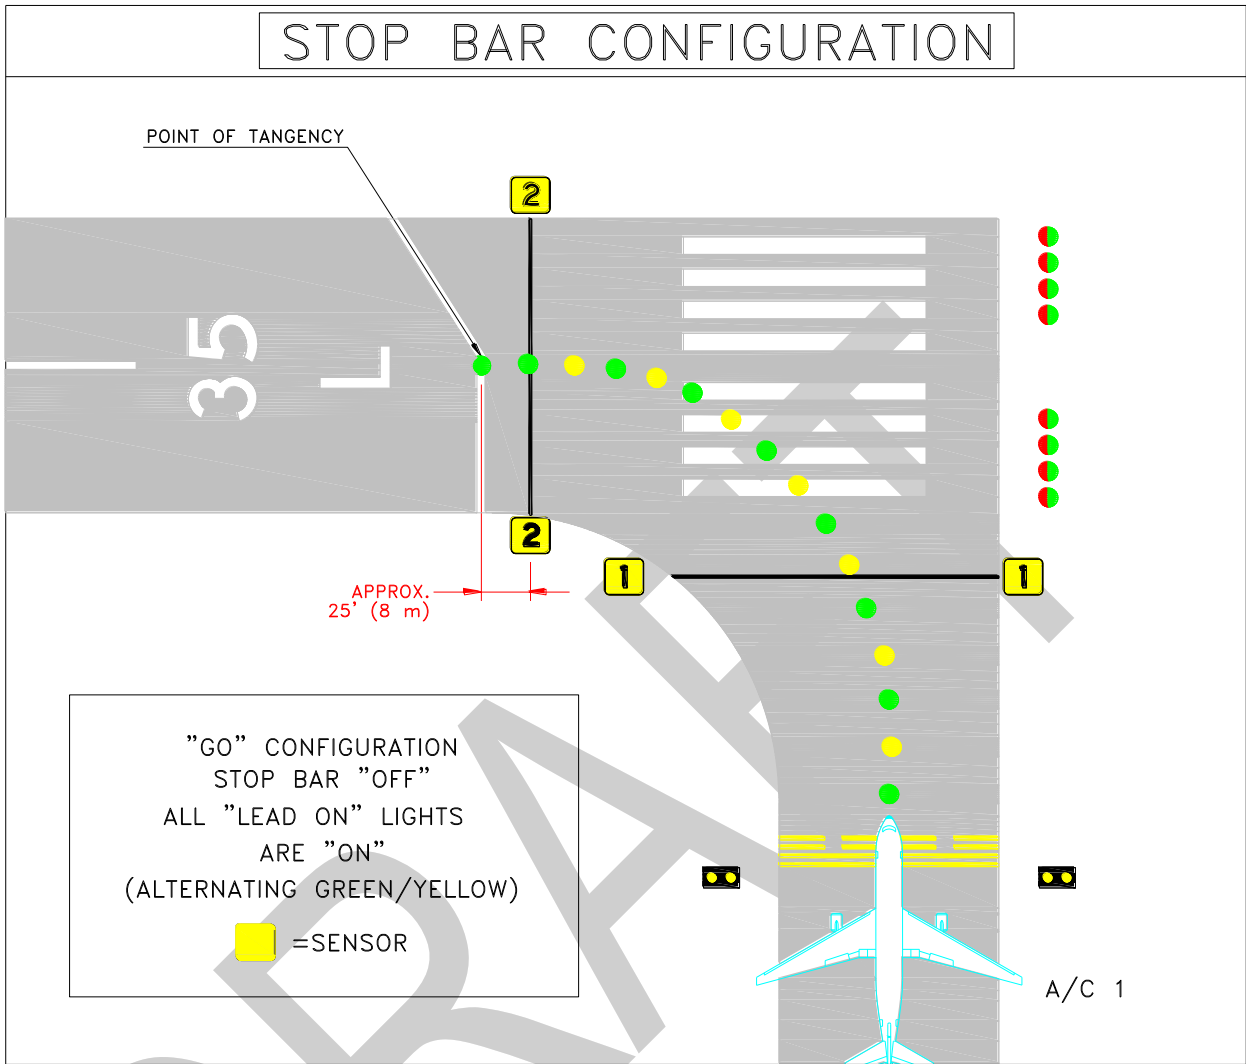 STOP BAR CONFIGURATION
POINT OF TANGENCY
2
35
L
2
1
1
APPROX.
25' (8 m)
"GO" CONFIGURATION
STOP BAR "OFF"
ALL "LEAD ON" LIGHTS
ARE "ON"
(ALTERNATING GREEN/YELLOW)
=SENSOR
A/C 1
DRAFT